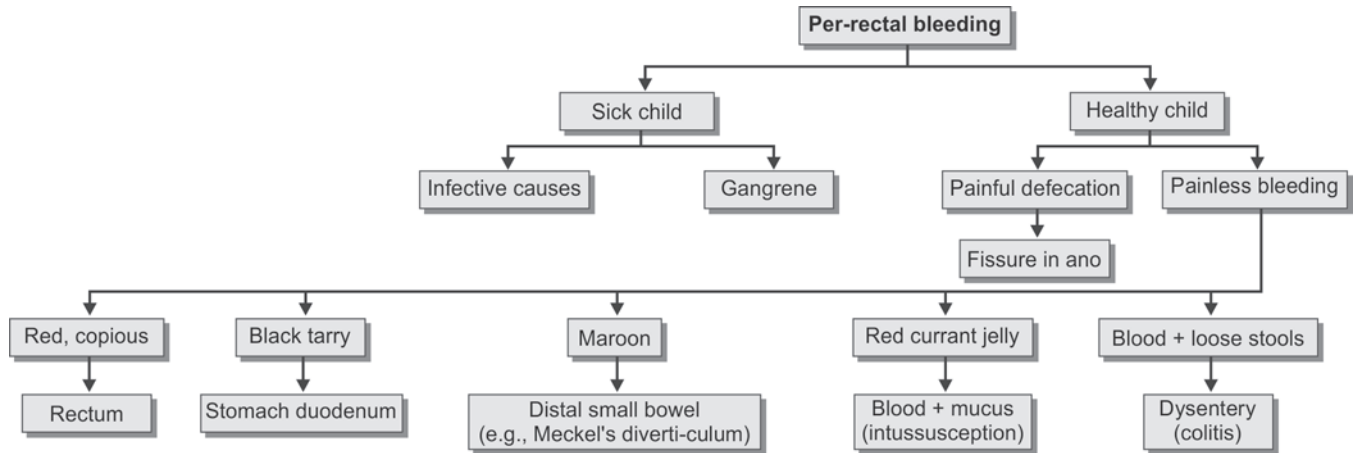 Per-rectal bleeding
Sick child
Healthy child
Infective causes
Gangrene
Painful defecation
Painless bleeding
Fissure in ano
Red, copious
Black tarry
Maroon
Red currant jelly
Blood + loose stools
Rectum
Stomach duodenum
Distal small bowel
(e.g., Meckel's diverti-culum)
Blood + mucus
(intussusception)
Dysentery
(colitis)